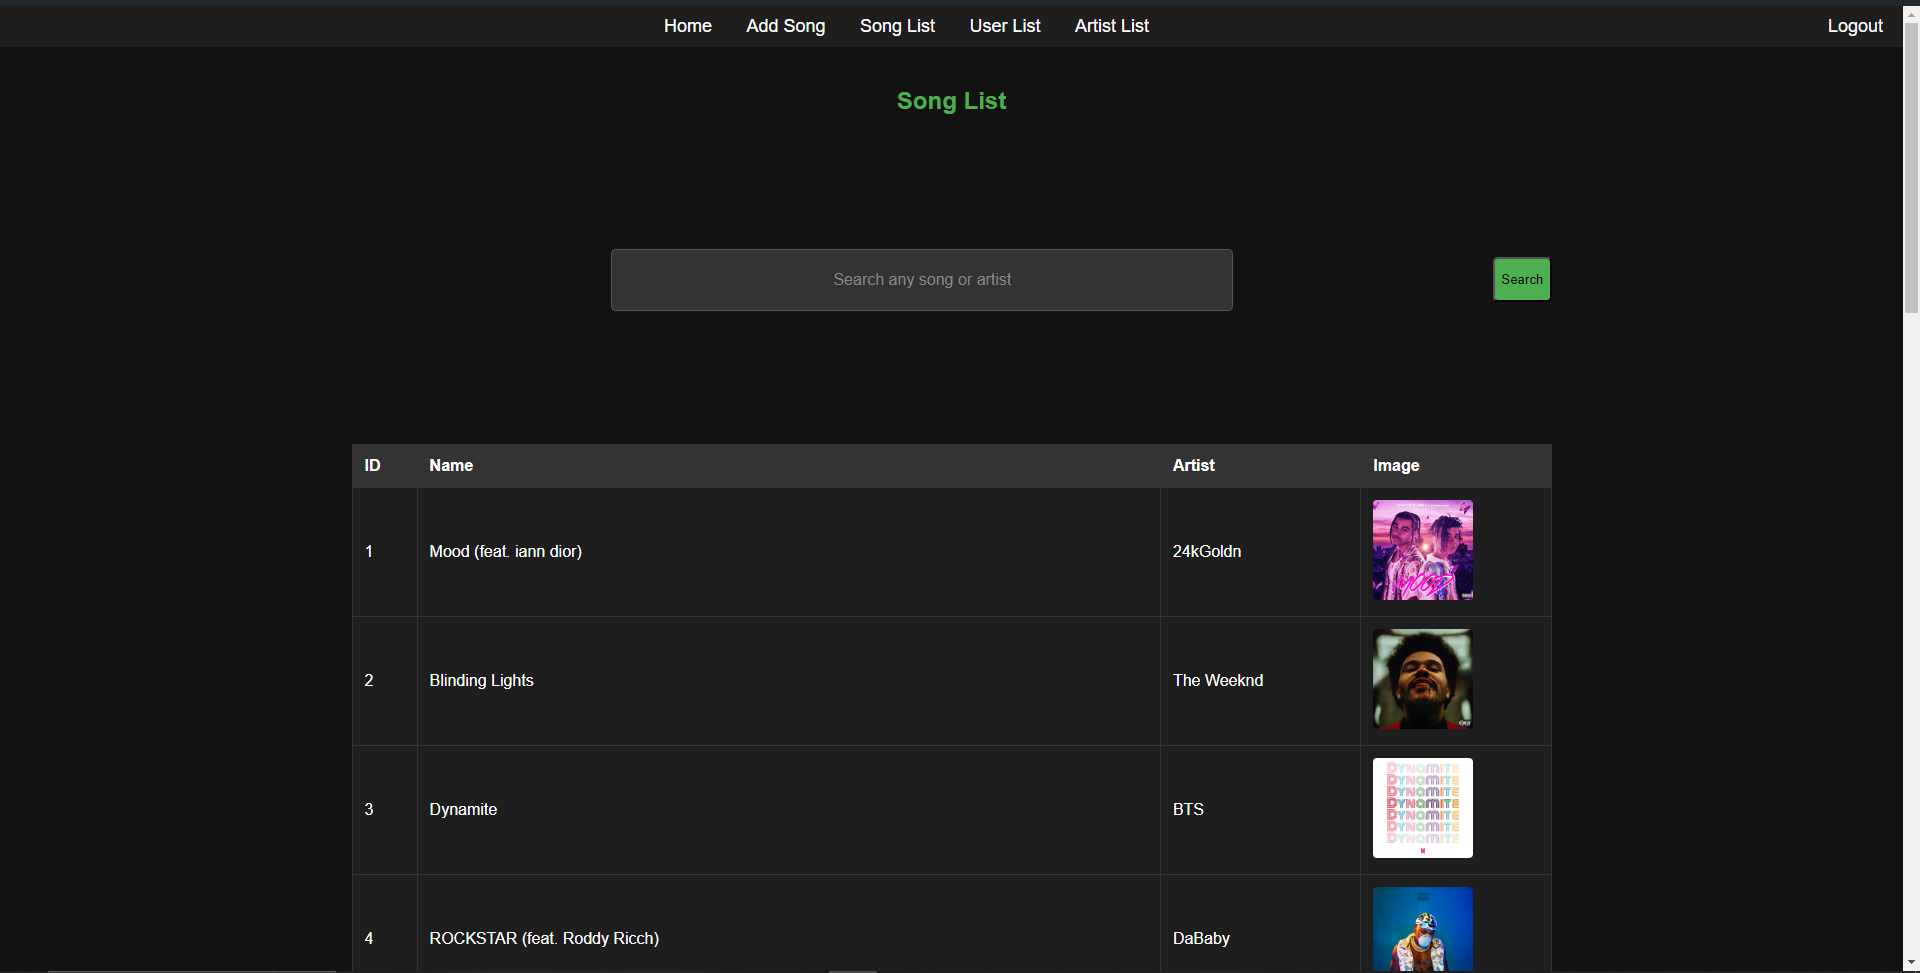 Home Add Song Song List User List Artist List Logout
Song List
Search any song or artist Search
ID Name Artist Image
1 Mood (feat. iann dior) 24kGoldn
MOOD
2 Blinding Lights The Weeknd
3 Dynamite BTS
DYNAMITE
DYNAMITE
DYNAMITE
DYNAMITE
DYNAMITE
DYNAMITE
DYNAMITE
4 ROCKSTAR (feat. Roddy Ricch) DaBaby